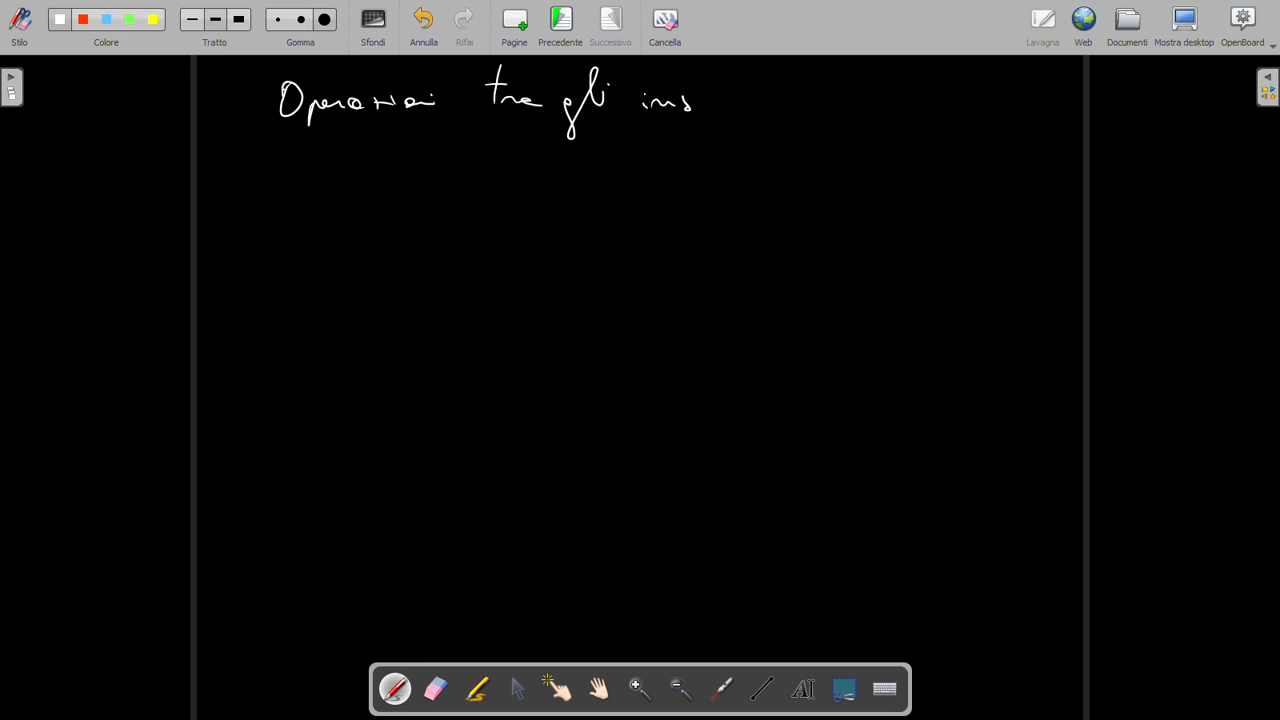 Stilo Colore Tratto Gomma Sfondi Annulla Rifai Pagine Precedente Successivo Cancella Lavagna Web Documenti Mostra desktop OpenBoard
Operazioni tra gli ins
AI